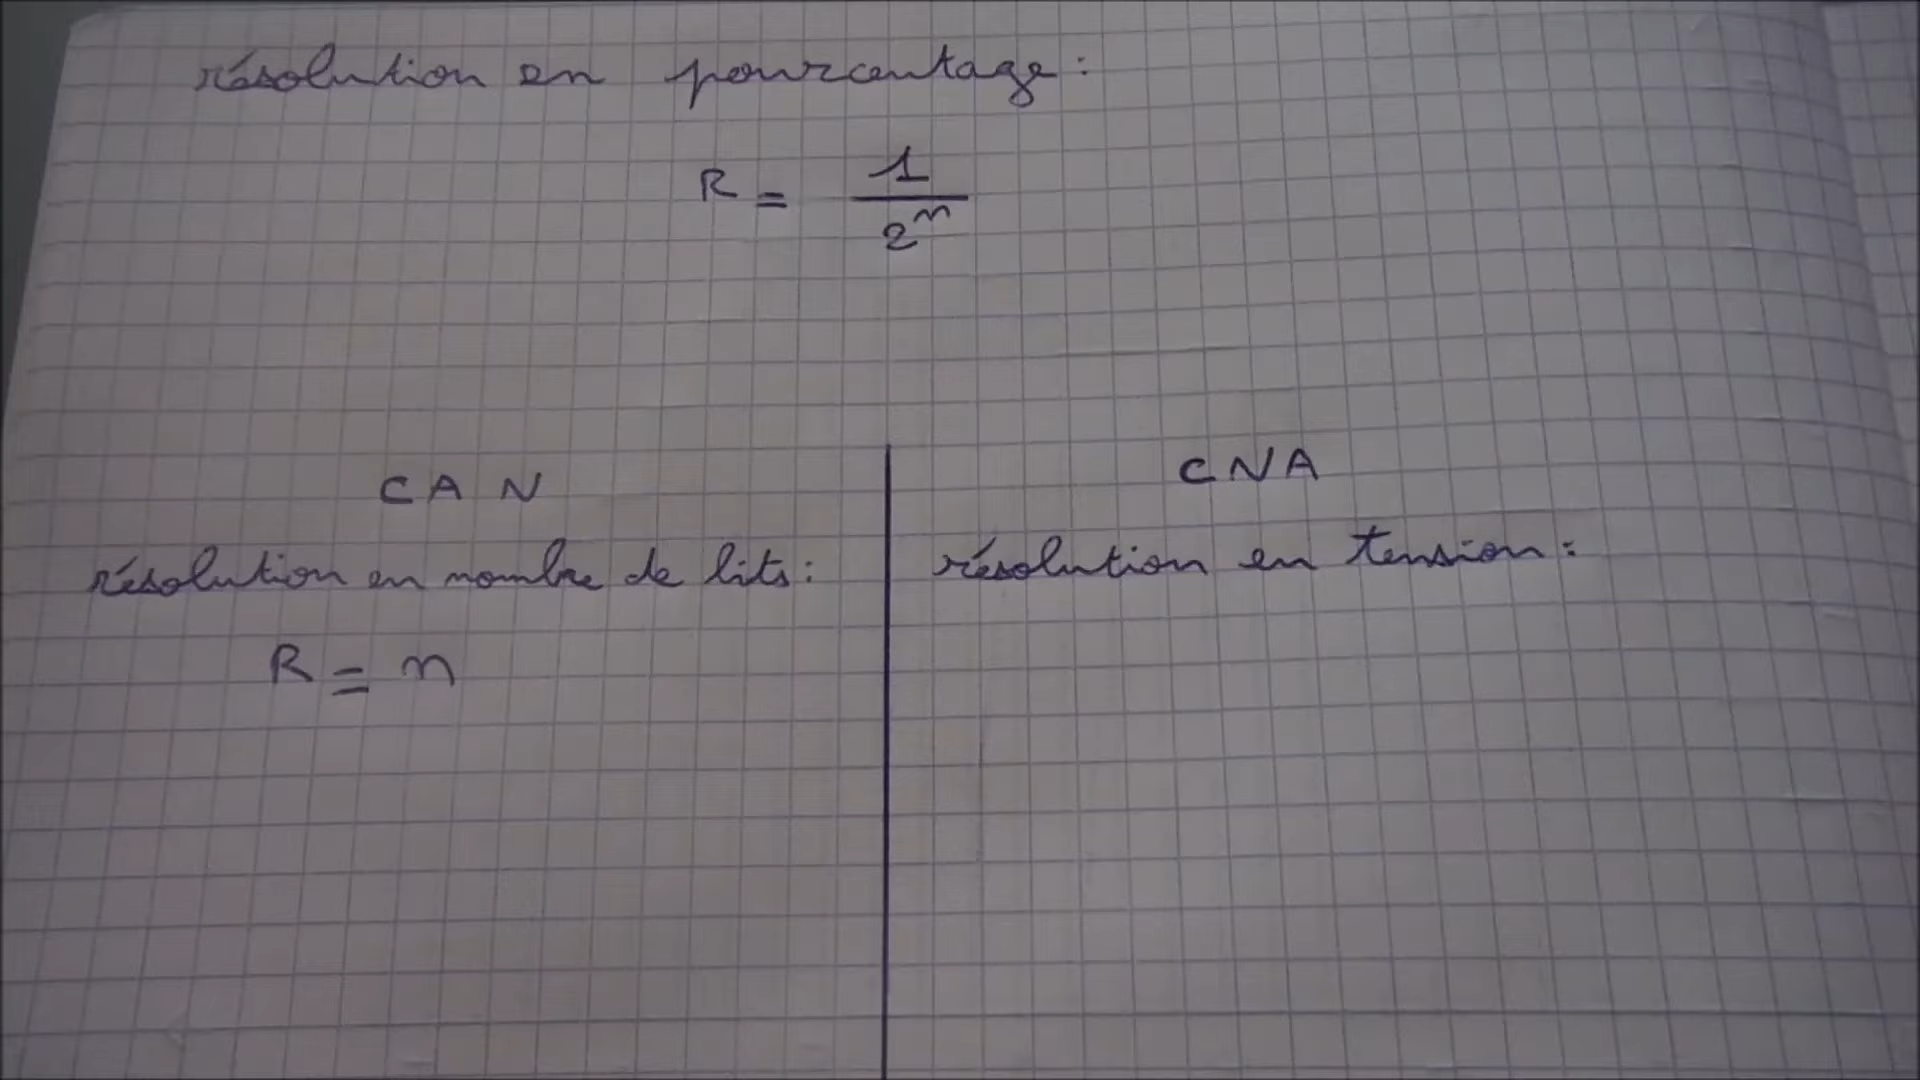 résolution en pourcentage :
R = 1 / 2^n
CAN
résolution en nombre de bits :
R = n
CNA
résolution en tension :